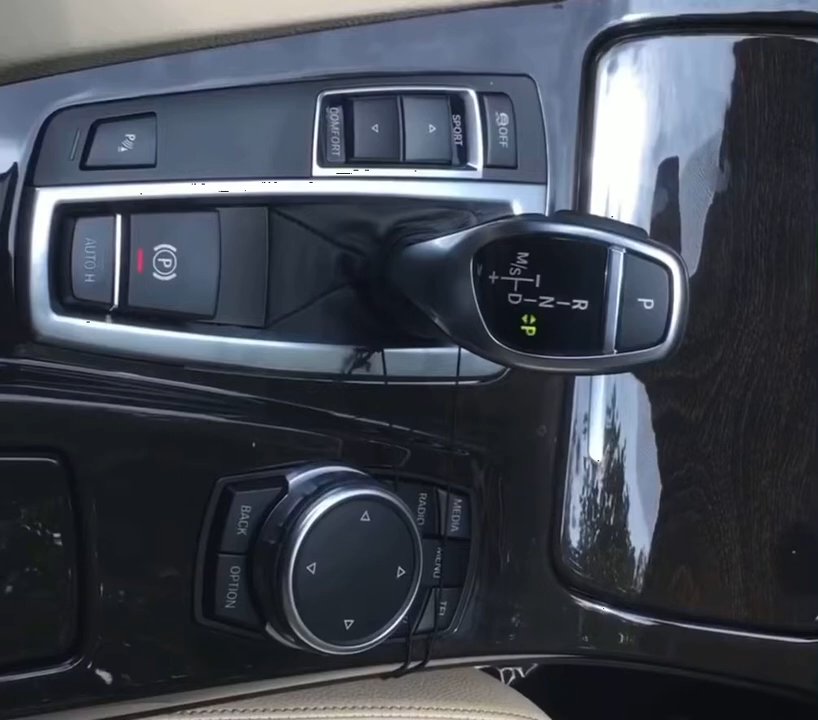 OFF
SPORT
COMFORT
P
P
R
N
D
M/S
+
–
P
(P)
AUTO H
MEDIA
RADIO
MENU
TEL
BACK
OPTION